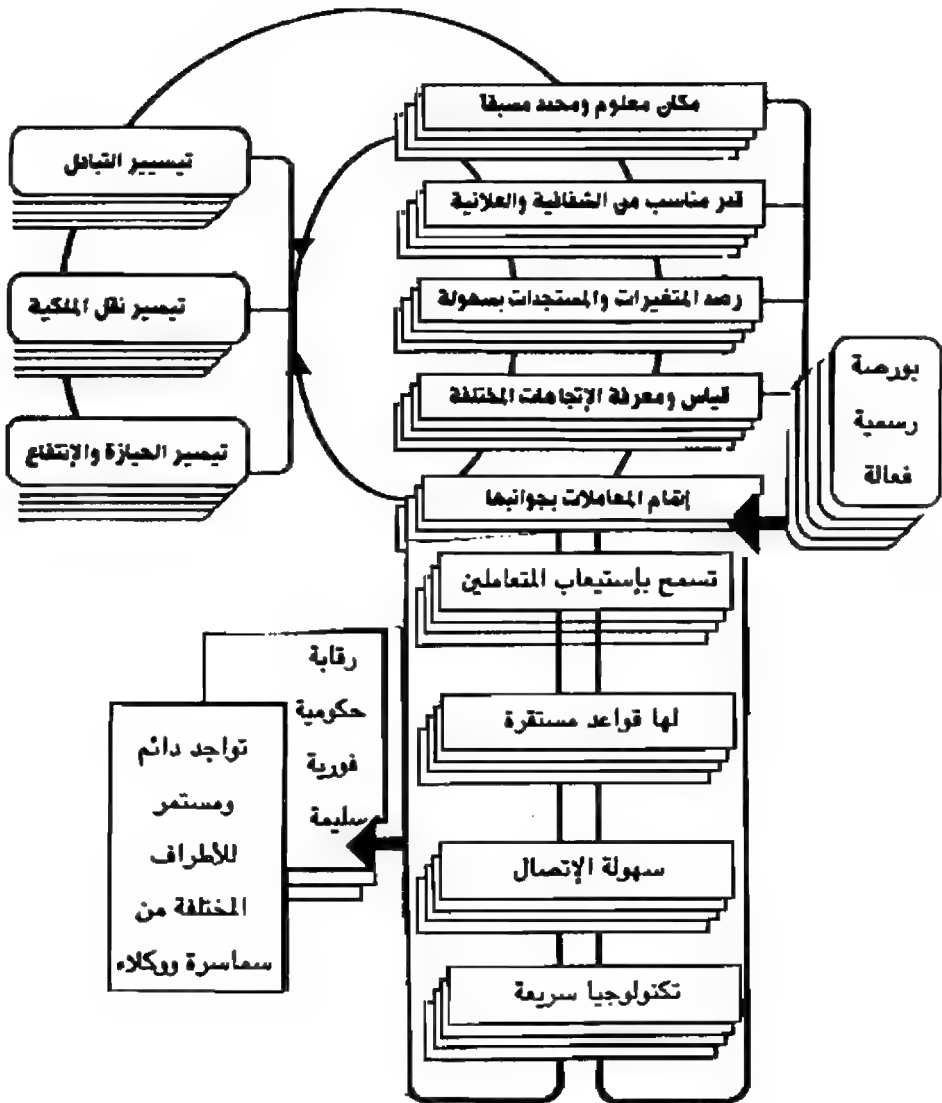 مكان معلوم ومحدد مسبقا
قدر مناسب من الشفافية والعلانية
رصد المتغيرات والمستجدات بسهولة
قياس ومعرفة الإتجاهات المختلفة
إتمام المعاملات بجوانبها
تسمح بإستيعاب المتعاملين
لها قواعد مستقرة
سهولة الإتصال
تكنولوجيا سريعة
بورصة
رسمية
فعالة
تيسيير التبادل
تيسير نقل الملكية
تيسير الحيازة والإنتفاع
رقابة
حكومية
فورية
سليمة
تواجد دائم
ومستمر
للأطراف
المختلفة من
سماسرة ووكلاء